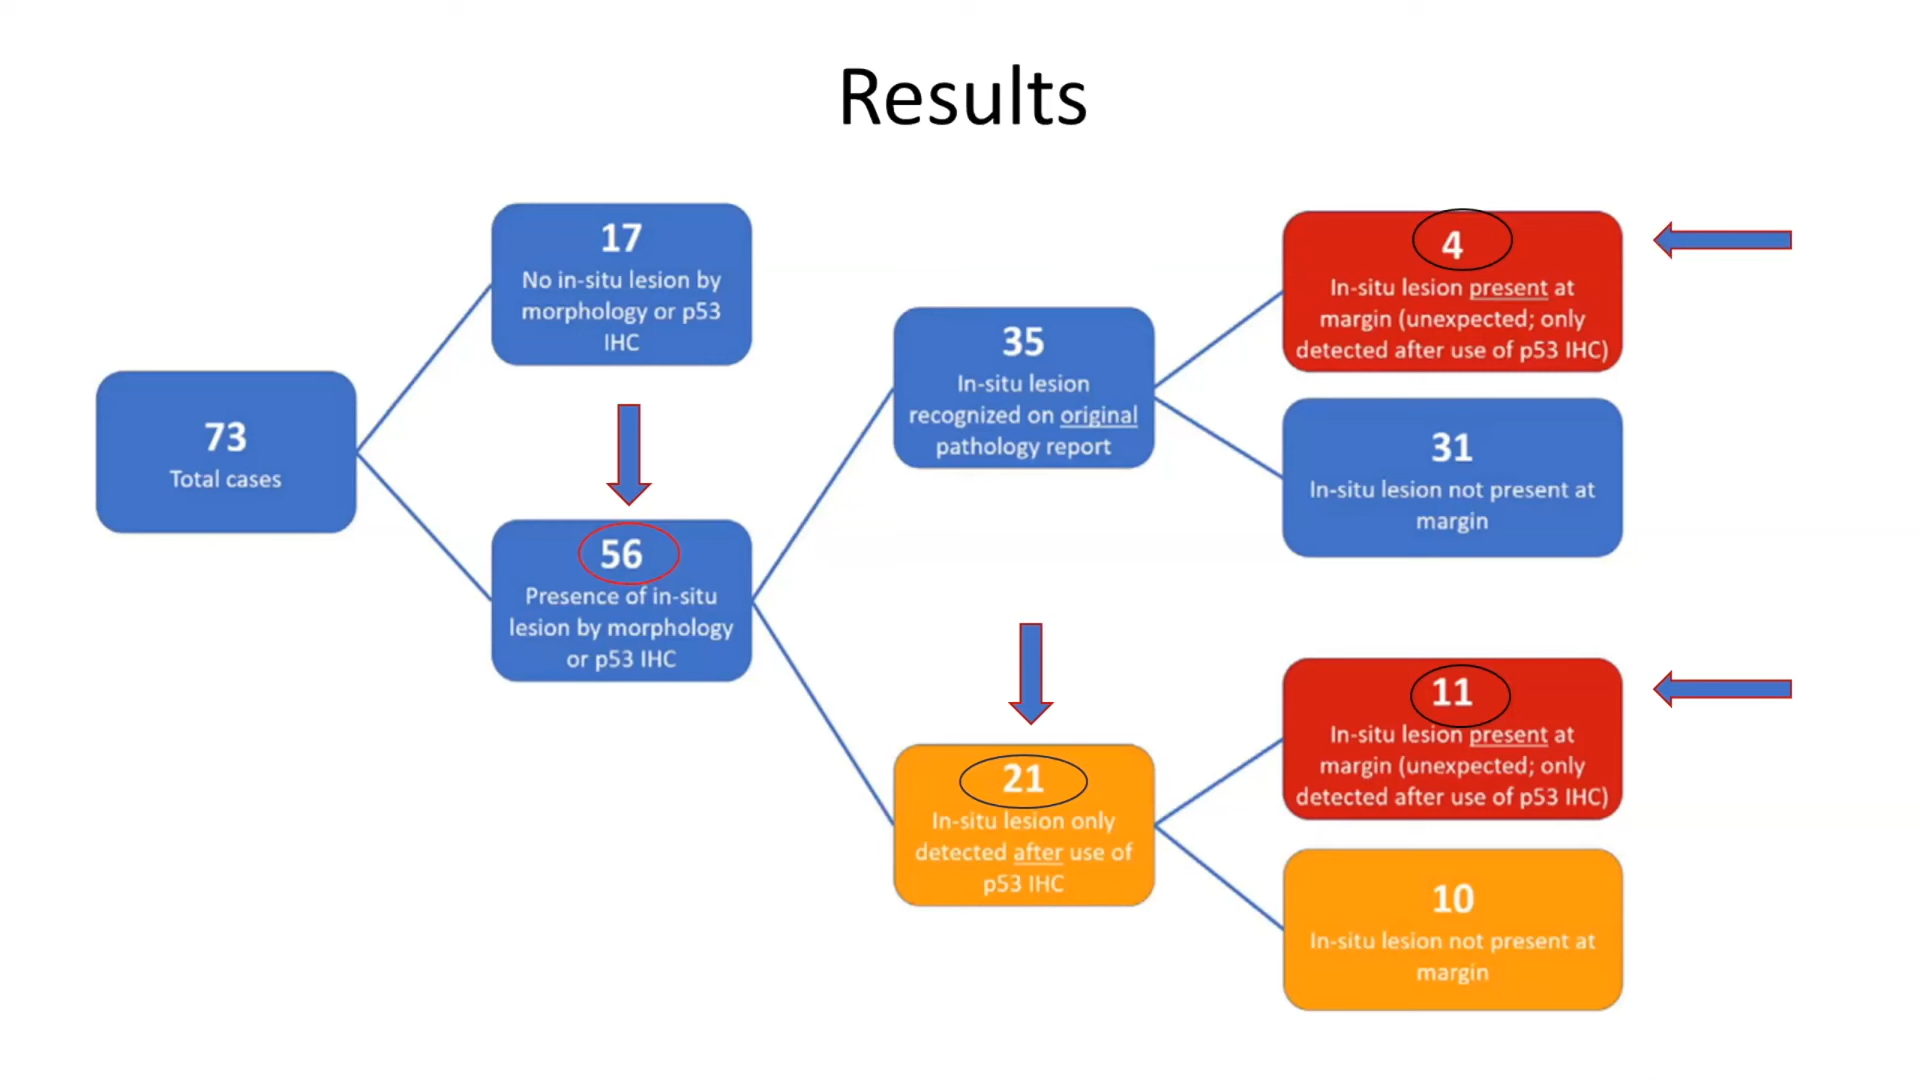 Results
73
Total cases
17
No in-situ lesion by
morphology or p53
IHC
56
Presence of in-situ
lesion by morphology
or p53 IHC
35
In-situ lesion
recognized on original
pathology report
21
In-situ lesion only
detected after use of
p53 IHC
4
In-situ lesion present at
margin (unexpected; only
detected after use of p53 IHC)
31
In-situ lesion not present at
margin
11
In-situ lesion present at
margin (unexpected; only
detected after use of p53 IHC)
10
In-situ lesion not present at
margin